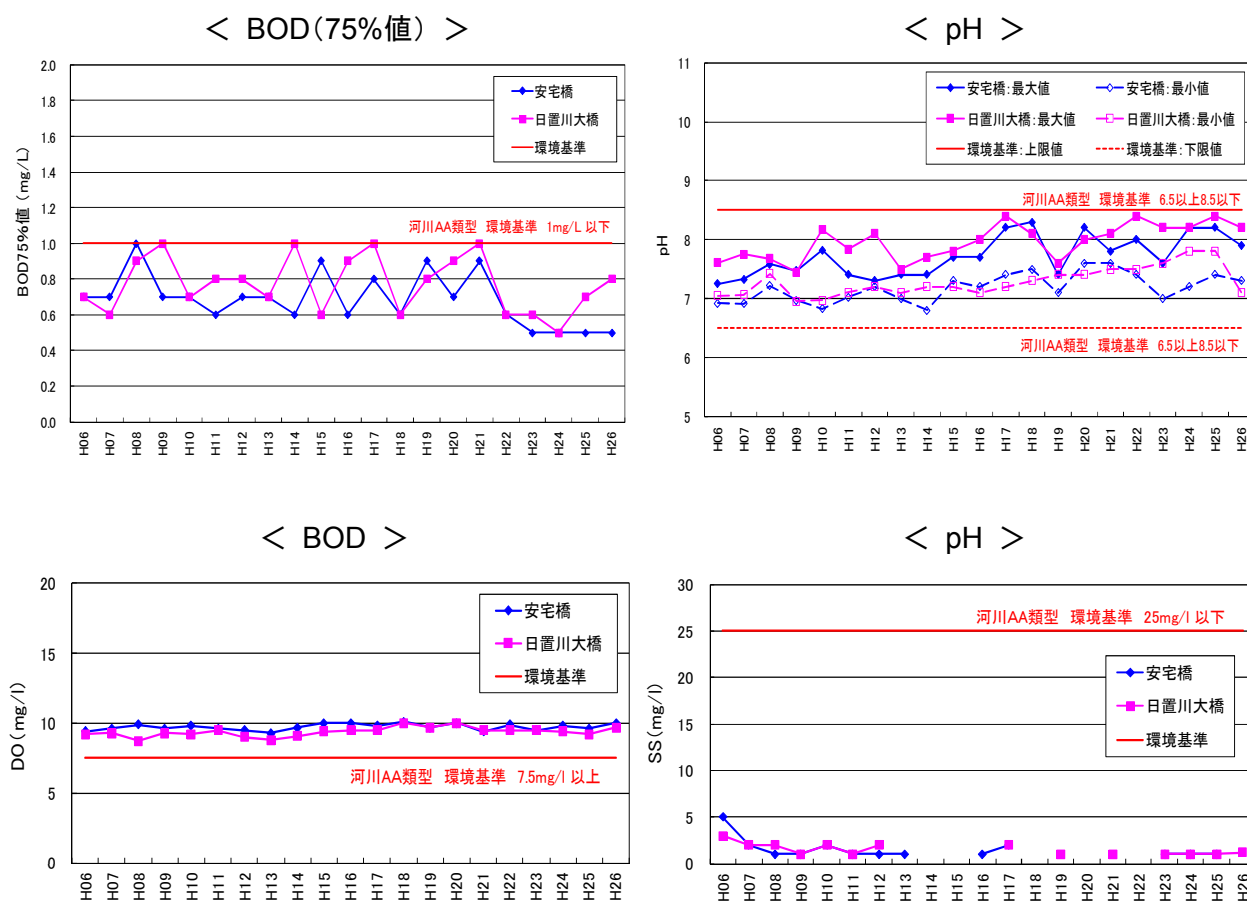 ＜ BOD（75%値） ＞
BOD75%値（mg/L）
2.0
1.8
1.6
1.4
1.2
1.0
0.8
0.6
0.4
0.2
0.0
安宅橋
日置川大橋
環境基準
河川AA類型 環境基準 1mg/L 以下
H06 H07 H08 H09 H10 H11 H12 H13 H14 H15 H16 H17 H18 H19 H20 H21 H22 H23 H24 H25 H26
＜ pH ＞
pH
11
10
9
8
7
6
5
安宅橋：最大値 安宅橋：最小値
日置川大橋：最大値 日置川大橋：最小値
環境基準：上限値 環境基準：下限値
河川AA類型 環境基準 6.5以上8.5以下
河川AA類型 環境基準 6.5以上8.5以下
H06 H07 H08 H09 H10 H11 H12 H13 H14 H15 H16 H17 H18 H19 H20 H21 H22 H23 H24 H25 H26
＜ BOD ＞
DO（mg/l）
20
15
10
5
0
安宅橋
日置川大橋
環境基準
河川AA類型 環境基準 7.5mg/l 以上
H06 H07 H08 H09 H10 H11 H12 H13 H14 H15 H16 H17 H18 H19 H20 H21 H22 H23 H24 H25 H26
＜ pH ＞
SS（mg/l）
30
25
20
15
10
5
0
河川AA類型 環境基準 25mg/l 以下
安宅橋
日置川大橋
環境基準
H06 H07 H08 H09 H10 H11 H12 H13 H14 H15 H16 H17 H18 H19 H20 H21 H22 H23 H24 H25 H26